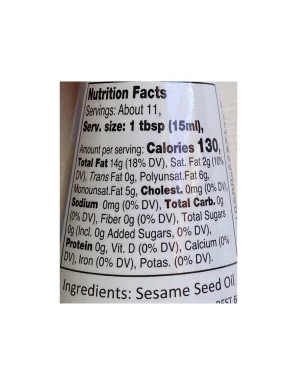 Nutrition Facts
Servings: About 11,
Serv. size: 1 tbsp (15ml),
Amount per serving: Calories 130,
Total Fat 14g (18% DV), Sat. Fat 2g (10%
DV), Trans Fat 0g, Polyunsat.Fat 6g,
Monounsat.Fat 5g, Cholest. 0mg (0% DV),
Sodium 0mg (0% DV), Total Carb. 0g
(0% DV), Fiber 0g (0% DV), Total Sugars
0g (Incl. 0g Added Sugars, 0% DV),
Protein 0g, Vit. D (0% DV), Calcium (0%
DV), Iron (0% DV), Potas. (0% DV).
Ingredients: Sesame Seed Oil
BEST B